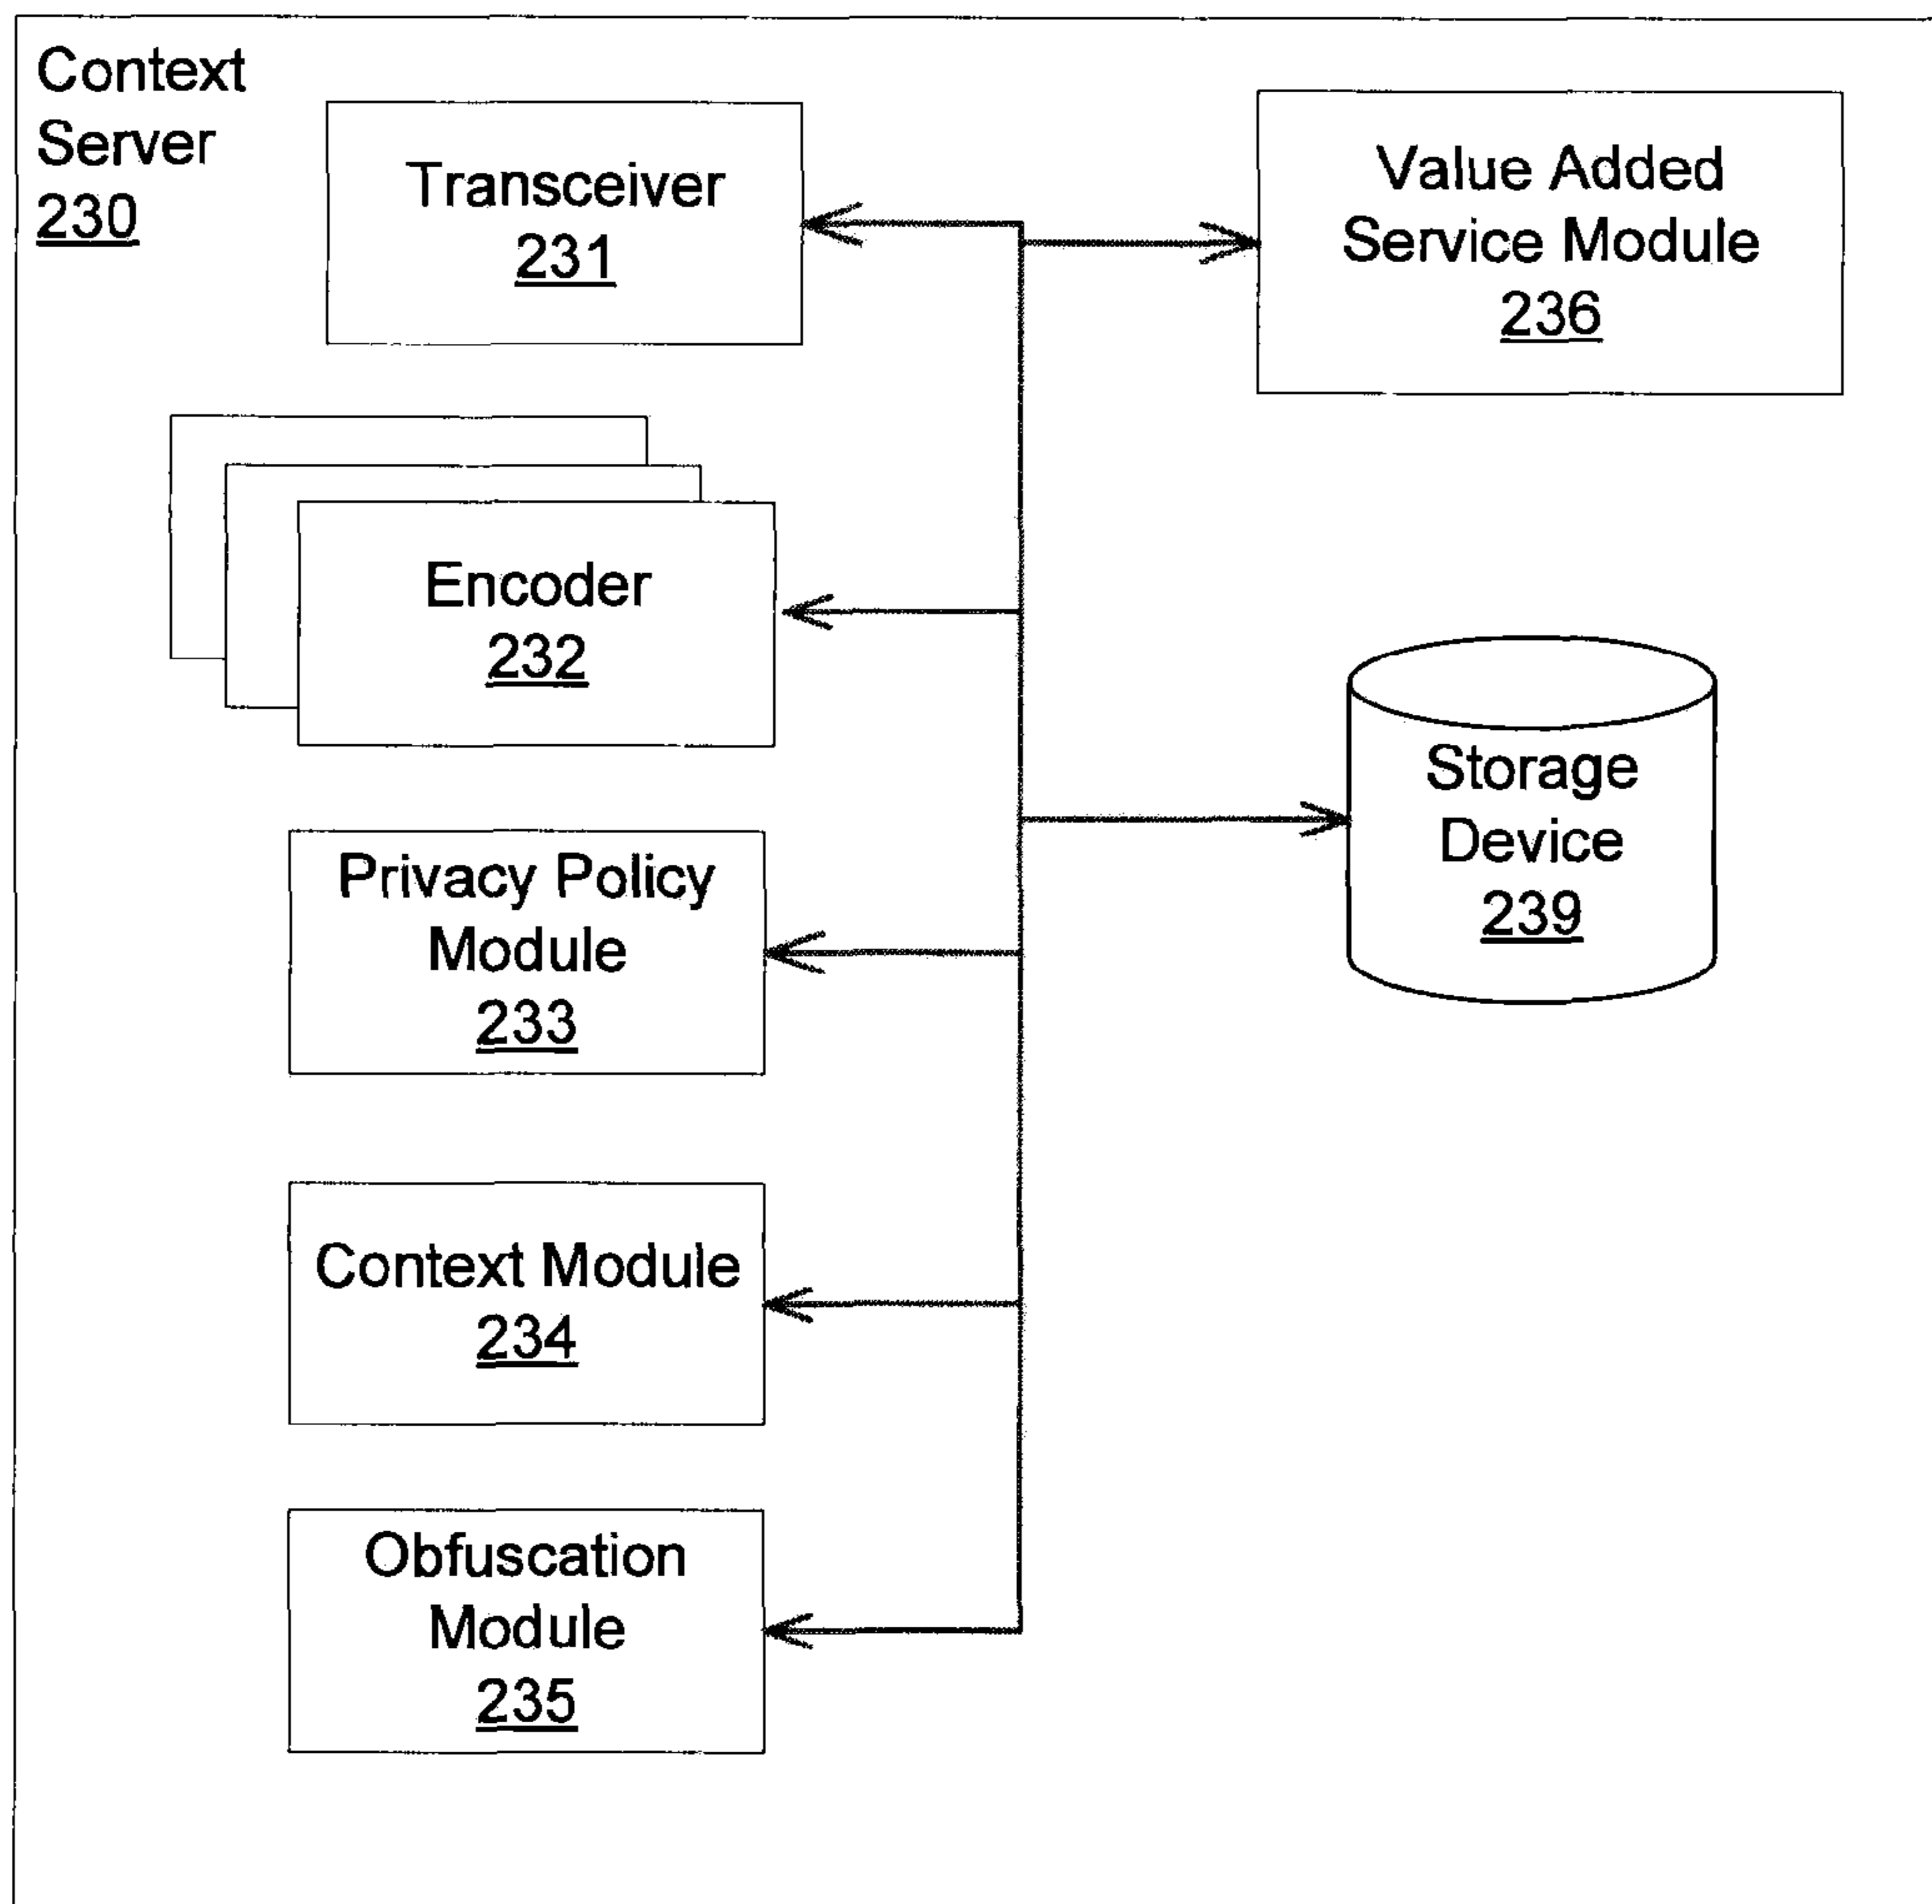 Context
Server
230
Transceiver
231
Value Added
Service Module
236
Encoder
232
Storage
Device
239
Privacy Policy
Module
233
Context Module
234
Obfuscation
Module
235